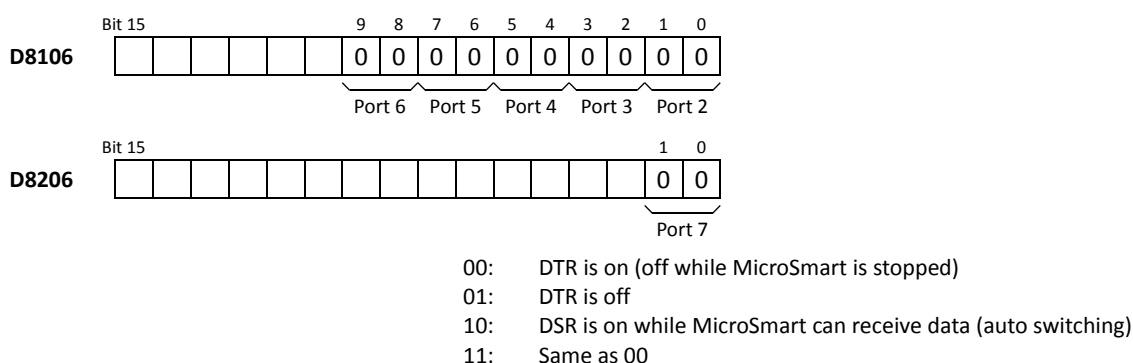 Bit 15 9 8 7 6 5 4 3 2 1 0
D8106 0 0 0 0 0 0 0 0 0 0
Port 6 Port 5 Port 4 Port 3 Port 2
Bit 15 1 0
D8206 0 0
Port 7
00: DTR is on (off while MicroSmart is stopped)
01: DTR is off
10: DSR is on while MicroSmart can receive data (auto switching)
11: Same as 00